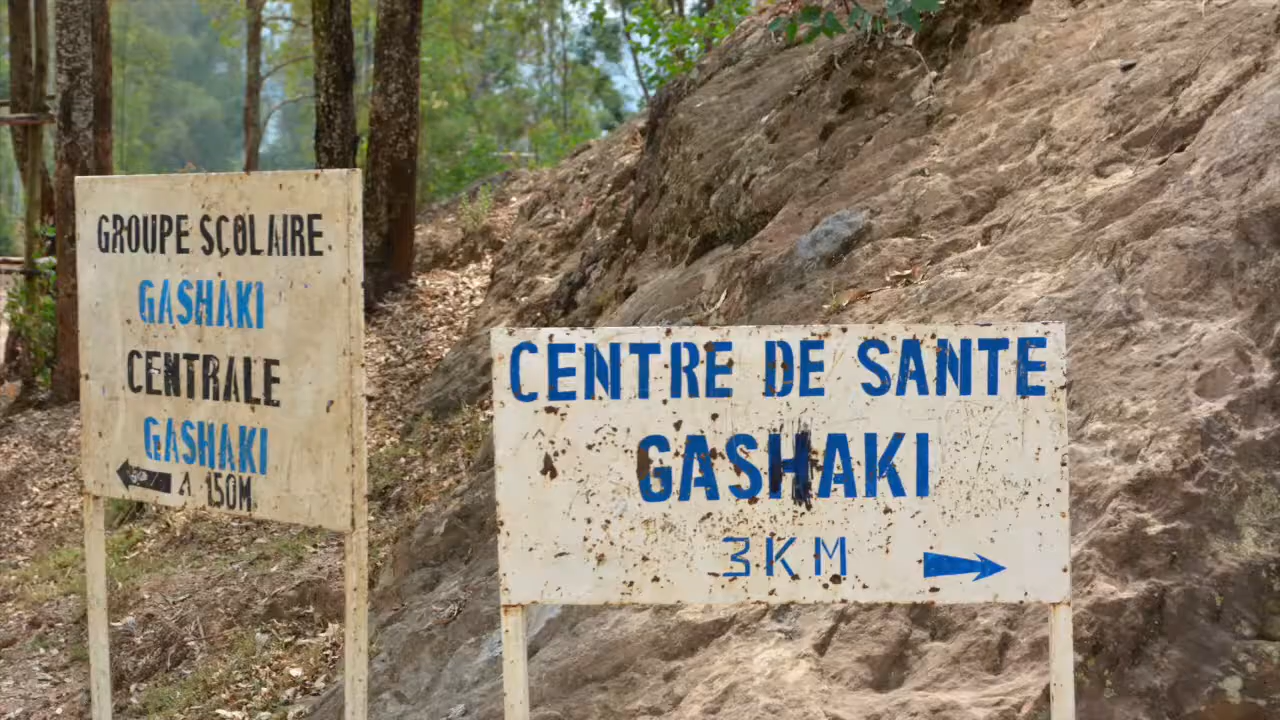 GROUPE SCOLAIRE
GASHAKI
CENTRALE
GASHAKI
A 150M
CENTRE DE SANTE
GASHAKI
3KM